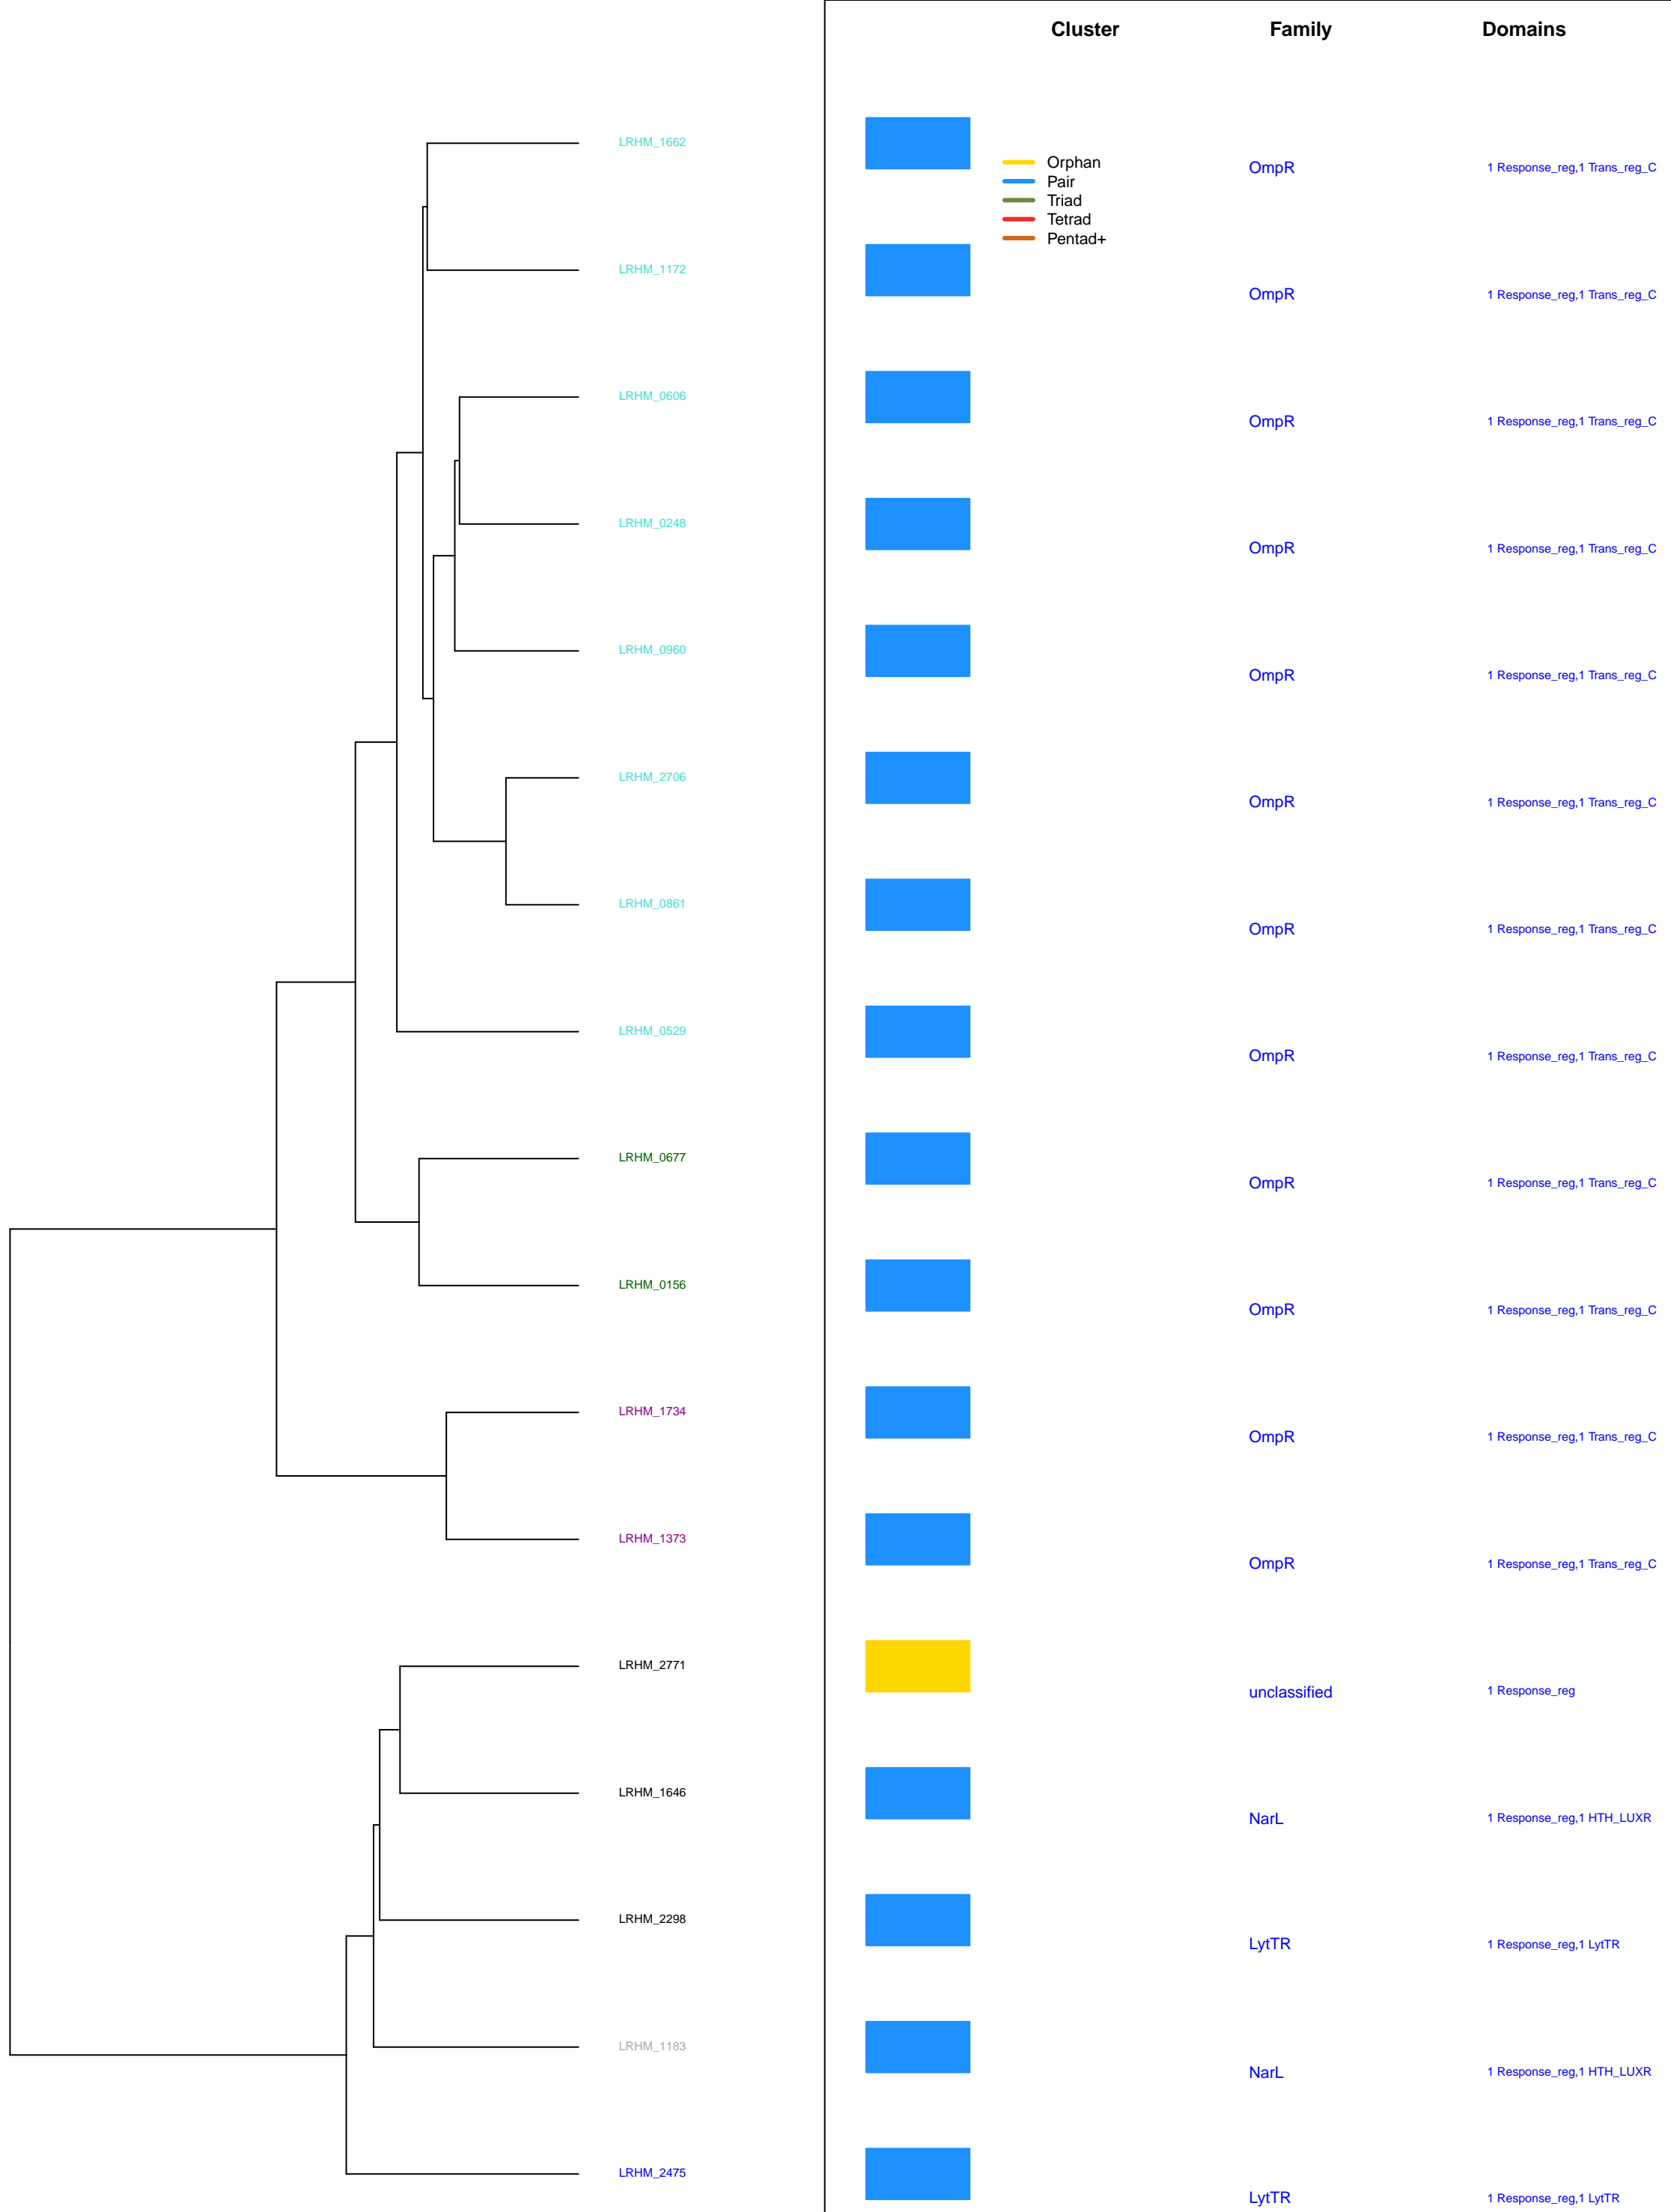 Cluster Family Domains
LRHM_1662
Orphan
OmpR 1 Response_reg,1 Trans_reg_C
Pair
Triad
Tetrad
Pentad+
LRHM_1172
OmpR 1 Response_reg,1 Trans_reg_C
LRHM_0606
OmpR 1 Response_reg,1 Trans_reg_C
LRHM_0248
OmpR 1 Response_reg,1 Trans_reg_C
LRHM_0960
OmpR 1 Response_reg,1 Trans_reg_C
LRHM_2706
OmpR 1 Response_reg,1 Trans_reg_C
LRHM_0861
OmpR 1 Response_reg,1 Trans_reg_C
LRHM_0529
OmpR 1 Response_reg,1 Trans_reg_C
LRHM_0677
OmpR 1 Response_reg,1 Trans_reg_C
LRHM_0156
OmpR 1 Response_reg,1 Trans_reg_C
LRHM_1734
OmpR 1 Response_reg,1 Trans_reg_C
LRHM_1373
OmpR 1 Response_reg,1 Trans_reg_C
LRHM_2771
unclassified 1 Response_reg
LRHM_1646
NarL 1 Response_reg,1 HTH_LUXR
LRHM_2298
LytTR 1 Response_reg,1 LytTR
LRHM_1183
NarL 1 Response_reg,1 HTH_LUXR
LRHM_2475
LytTR 1 Response_reg,1 LytTR